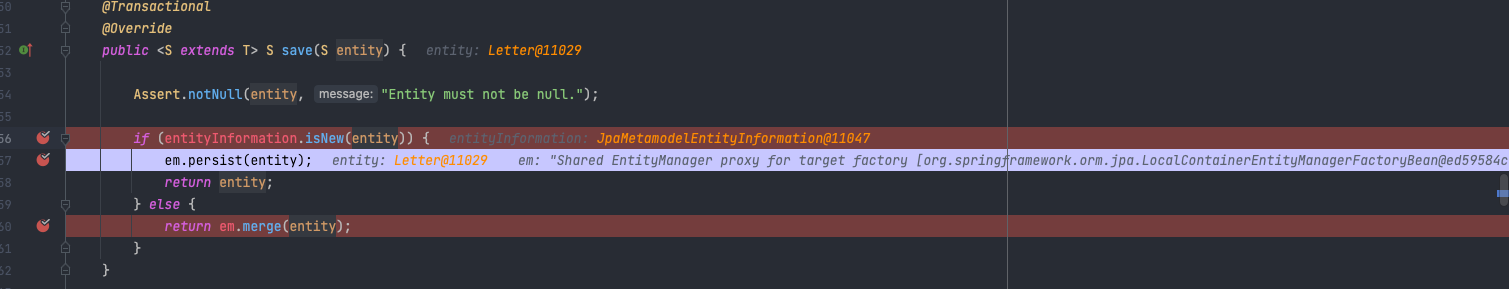 50 @Transactional
51 @Override
52 public <S extends T> S save(S entity) { entity: Letter@11029
53
54 Assert.notNull(entity, message: "Entity must not be null.");
55
56 if (entityInformation.isNew(entity)) { entityInformation: JpaMetamodelEntityInformation@11047
57 em.persist(entity); entity: Letter@11029 em: "Shared EntityManager proxy for target factory [org.springframework.orm.jpa.LocalContainerEntityManagerFactoryBean@ed59584c
58 return entity;
59 } else {
60 return em.merge(entity);
61 }
62 }